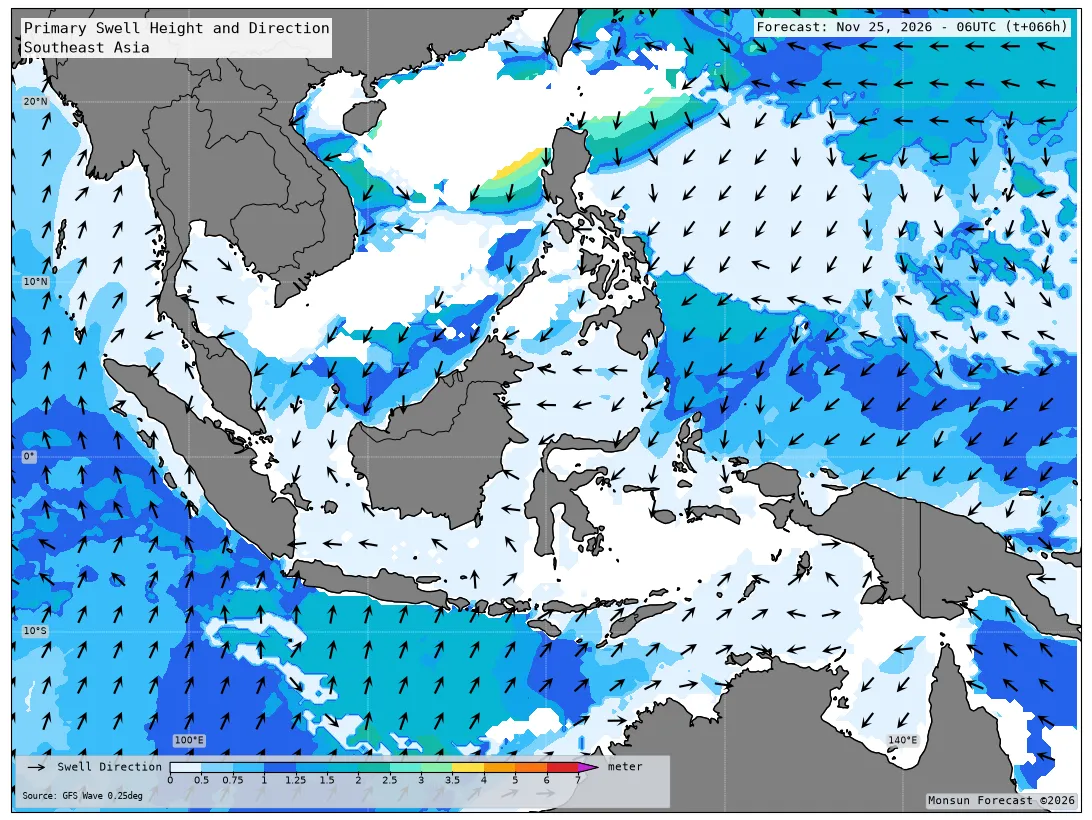 Primary Swell Height and Direction
Southeast Asia
Forecast: Nov 25, 2026 - 06UTC (t+066h)
20°N
10°N
0°
10°S
100°E
140°E
Swell Direction
0 0.5 0.75 1 1.25 1.5 2 2.5 3 3.5 4 5 6 7
meter
Source: GFS Wave 0.25deg
Monsun Forecast ©2026